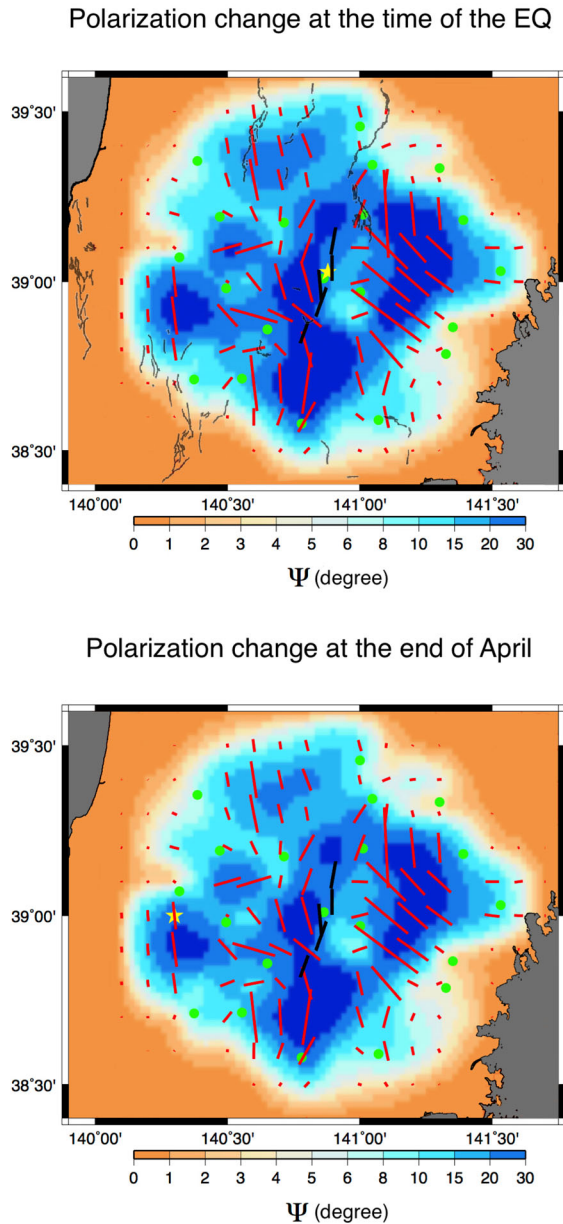 Polarization change at the time of the EQ
39˚30'
39˚00'
38˚30'
140˚00' 140˚30' 141˚00' 141˚30'
0 1 2 3 4 5 6 8 10 15 20 30
Ψ (degree)
Polarization change at the end of April
39˚30'
39˚00'
38˚30'
140˚00' 140˚30' 141˚00' 141˚30'
0 1 2 3 4 5 6 8 10 15 20 30
Ψ (degree)